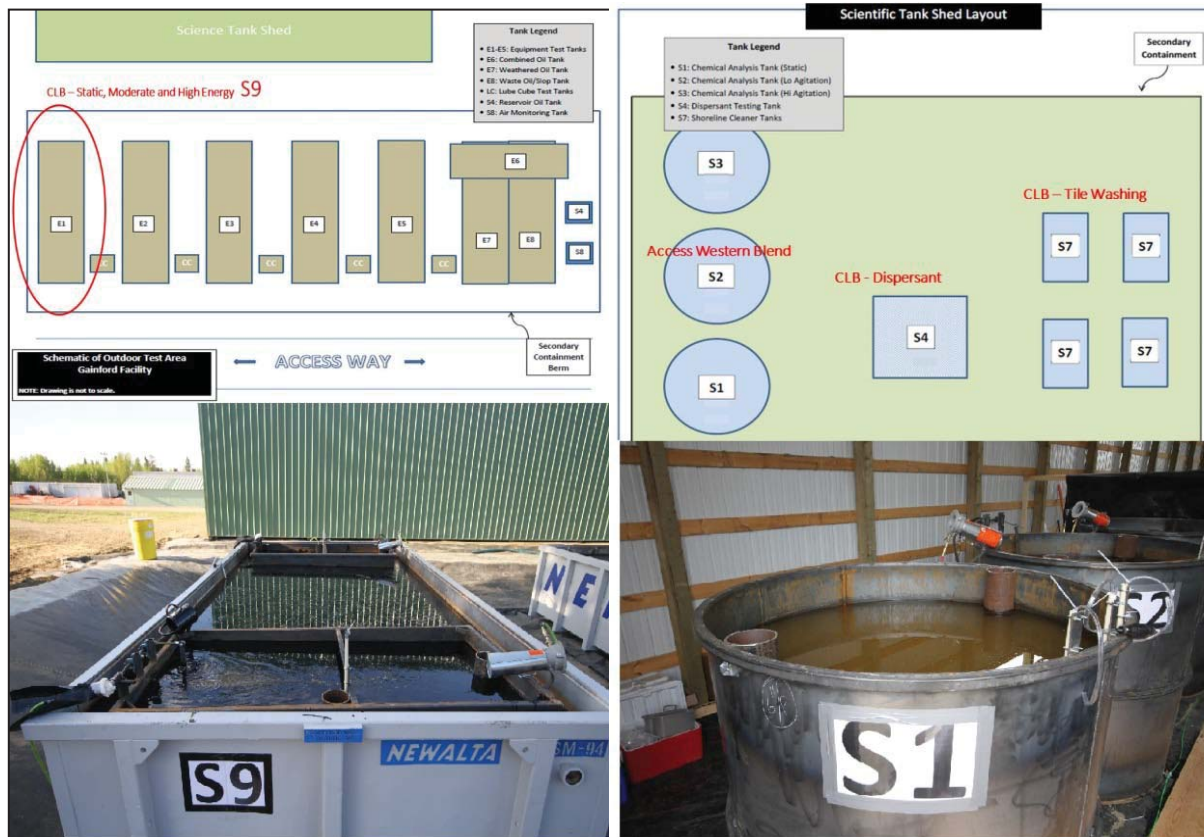 Science Tank Shed
Tank Legend
• E1-E5: Equipment Test Tanks
• E6: Combined Oil Tank
• E7: Weathered Oil Tank
• E8: Waste Oil/Slop Tank
• LC: Lube Cube Test Tanks
• S4: Reservoir Oil Tank
• S8: Air Monitoring Tank
CLB – Static, Moderate and High Energy S9
E6
E1
E2
E3
E4
E5
E7
E8
S4
S8
CC
CC
CC
CC
CC
Schematic of Outdoor Test Area
Gainford Facility
NOTE: Drawing is not to scale.
ACCESS WAY
Secondary
Containment
Berm
Scientific Tank Shed Layout
Tank Legend
• S1: Chemical Analysis Tank (Static)
• S2: Chemical Analysis Tank (Lo Agitation)
• S3: Chemical Analysis Tank (Hi Agitation)
• S4: Dispersant Testing Tank
• S7: Shoreline Cleaner Tanks
Secondary
Containment
S3
Access Western Blend
S2
S1
CLB - Dispersant
S4
CLB – Tile Washing
S7
S7
S7
S7
NE
S9
NEWALTA
SM-94
S1
S2